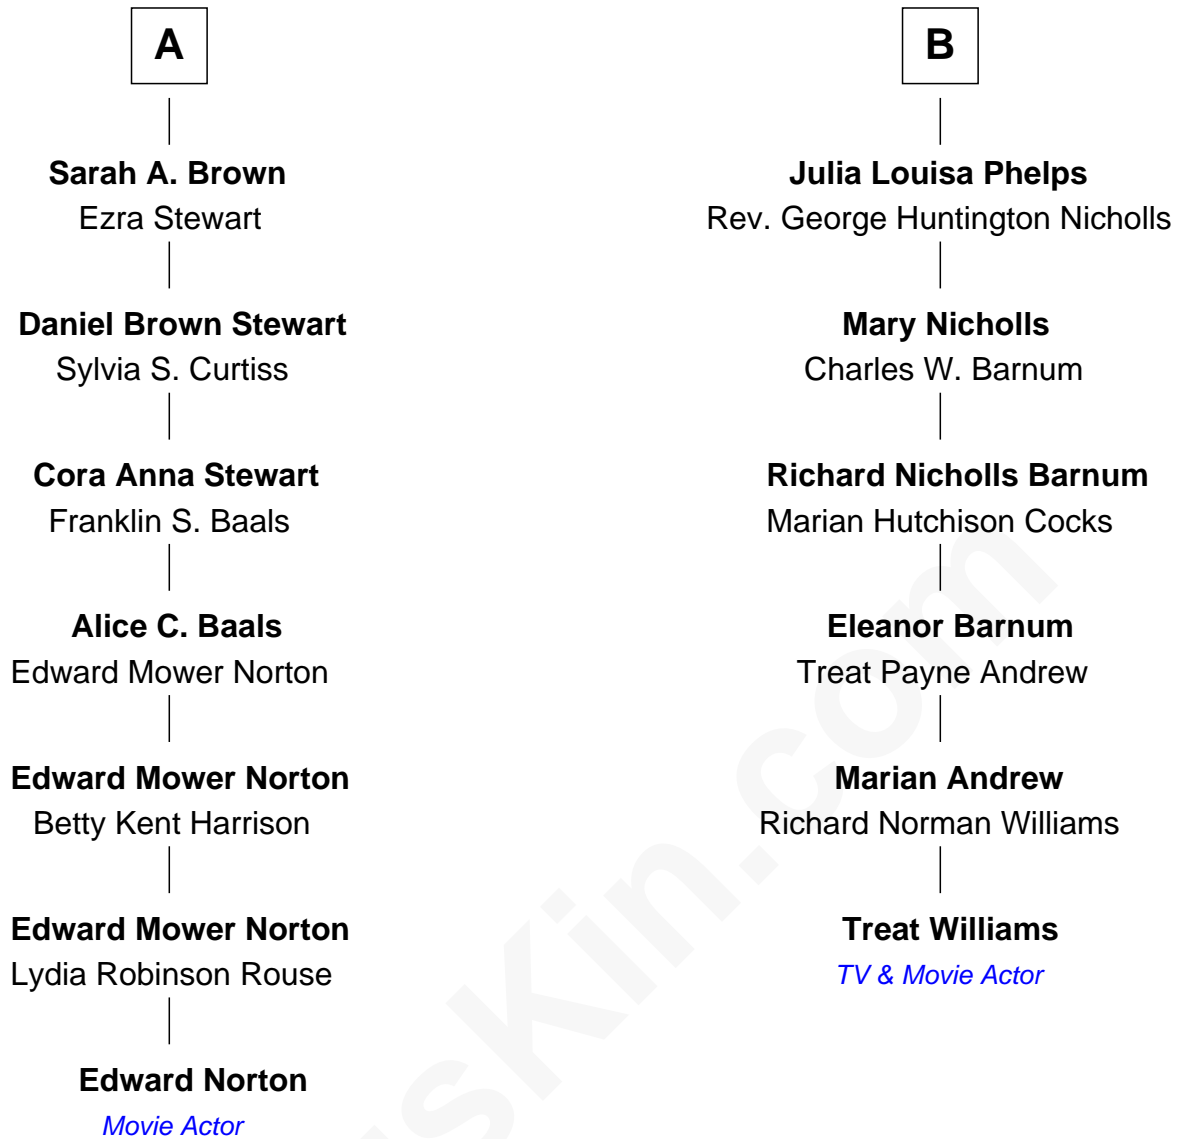 A
Sarah A. Brown
Ezra Stewart
Daniel Brown Stewart
Sylvia S. Curtiss
Cora Anna Stewart
Franklin S. Baals
Alice C. Baals
Edward Mower Norton
Edward Mower Norton
Betty Kent Harrison
Edward Mower Norton
Lydia Robinson Rouse
Edward Norton
Movie Actor
B
Julia Louisa Phelps
Rev. George Huntington Nicholls
Mary Nicholls
Charles W. Barnum
Richard Nicholls Barnum
Marian Hutchison Cocks
Eleanor Barnum
Treat Payne Andrew
Marian Andrew
Richard Norman Williams
Treat Williams
TV & Movie Actor
sKin.com